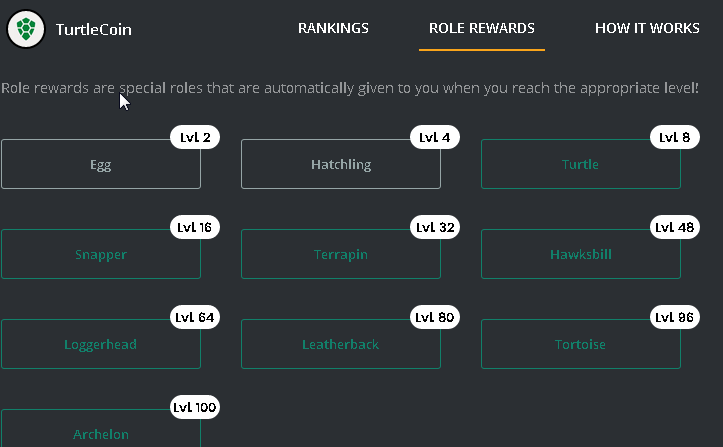 TurtleCoin RANKINGS ROLE REWARDS HOW IT WORKS
Role rewards are special roles that are automatically given to you when you reach the appropriate level!
Lvl 2 Lvl 4 Lvl 8
Egg Hatchling Turtle
Lvl 16 Lvl 32 Lvl 48
Snapper Terrapin Hawksbill
Lvl 64 Lvl 80 Lvl 96
Loggerhead Leatherback Tortoise
Lvl 100
Archelon